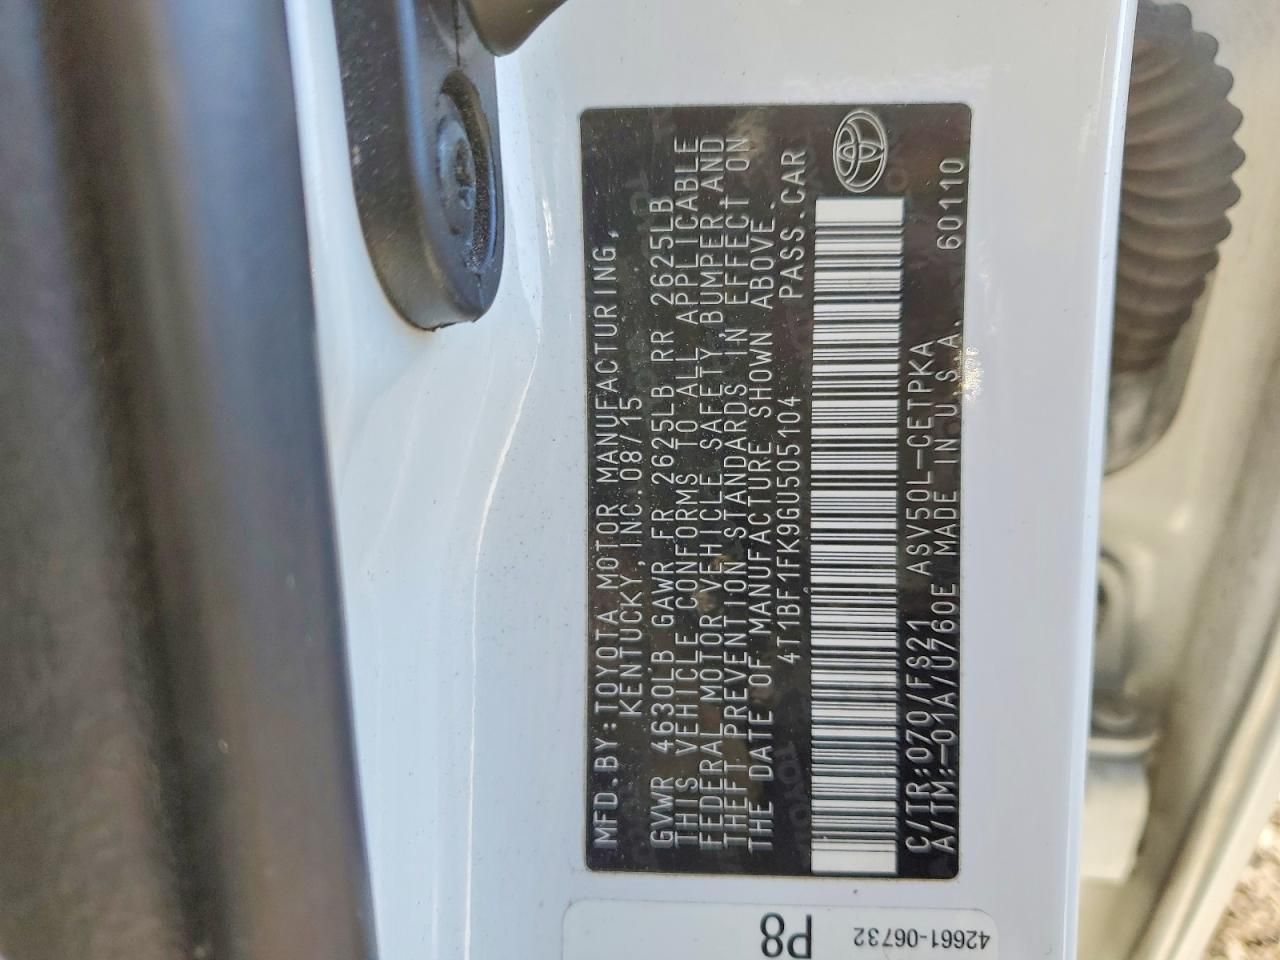 MFD.BY:TOYOTA MOTOR MANUFACTURING,
KENTUCKY,INC.08/15
GVWR 4630LB GAWR FR 2625LB RR 2625LB
THIS VEHICLE CONFORMS TO ALL APPLICABLE
FEDERAL MOTOR VEHICLE SAFETY,BUMPER AND
THEFT PREVENTION STANDARDS IN EFFECT ON
THE DATE OF MANUFACTURE SHOWN ABOVE.
4T1BF1FK9GU505104 PASS.CAR
C/TR:070/FS21 ASV50L-CETPKA 60110
A/TM:-01A/U760E MADE IN U.S.A.
P8
42661-06732